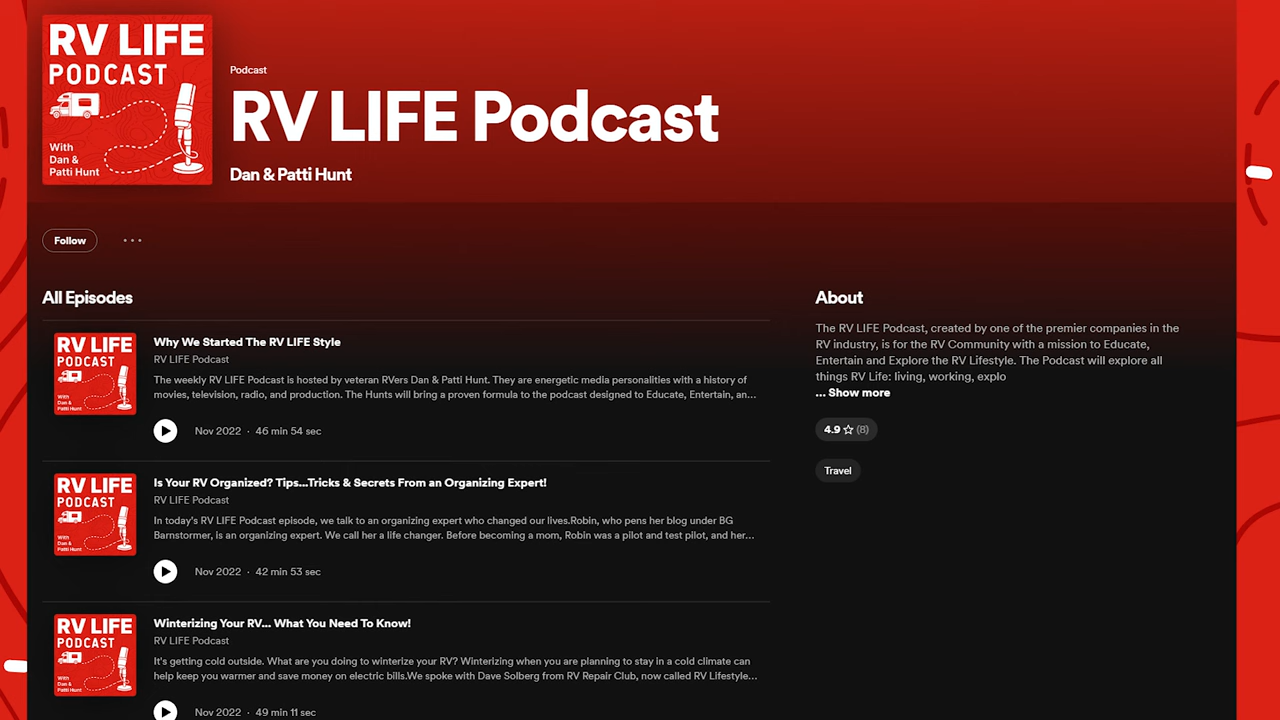 RV LIFE
PODCAST
With
Dan &
Patti Hunt
Podcast
RV LIFE Podcast
Dan & Patti Hunt
Follow
All Episodes
RV LIFE
PODCAST
With
Dan &
Patti Hunt
Why We Started The RV LIFE Style
RV LIFE Podcast
The weekly RV LIFE Podcast is hosted by veteran RVers Dan & Patti Hunt. They are energetic media personalities with a history of
movies, television, radio, and production. The Hunts will bring a proven formula to the podcast designed to Educate, Entertain, an...
Nov 2022 · 46 min 54 sec
RV LIFE
PODCAST
With
Dan &
Patti Hunt
Is Your RV Organized? Tips...Tricks & Secrets From an Organizing Expert!
RV LIFE Podcast
In today's RV LIFE Podcast episode, we talk to an organizing expert who changed our lives.Robin, who pens her blog under BG
Barnstormer, is an organizing expert. We call her a life changer. Before becoming a mom, Robin was a pilot and test pilot, and her...
Nov 2022 · 42 min 53 sec
RV LIFE
PODCAST
With
Dan &
Patti Hunt
Winterizing Your RV... What You Need To Know!
RV LIFE Podcast
It's getting cold outside. What are you doing to winterize your RV? Winterizing when you are planning to stay in a cold climate can
help keep you warmer and save money on electric bills.We spoke with Dave Solberg from RV Repair Club, now called RV Lifestyle...
Nov 2022 · 49 min 11 sec
About
The RV LIFE Podcast, created by one of the premier companies in the
RV industry, is for the RV Community with a mission to Educate,
Entertain and Explore the RV Lifestyle. The Podcast will explore all
things RV Life: living, working, explo
... Show more
4.9 ☆ (8)
Travel